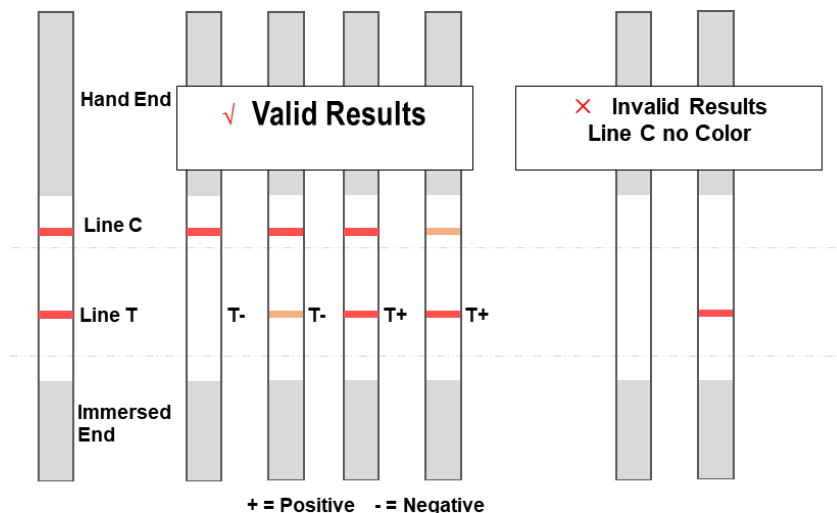 Hand End
√ Valid Results
× Invalid Results
Line C no Color
Line C
Line T
T-
T-
T+
T+
Immersed
End
+ = Positive - = Negative